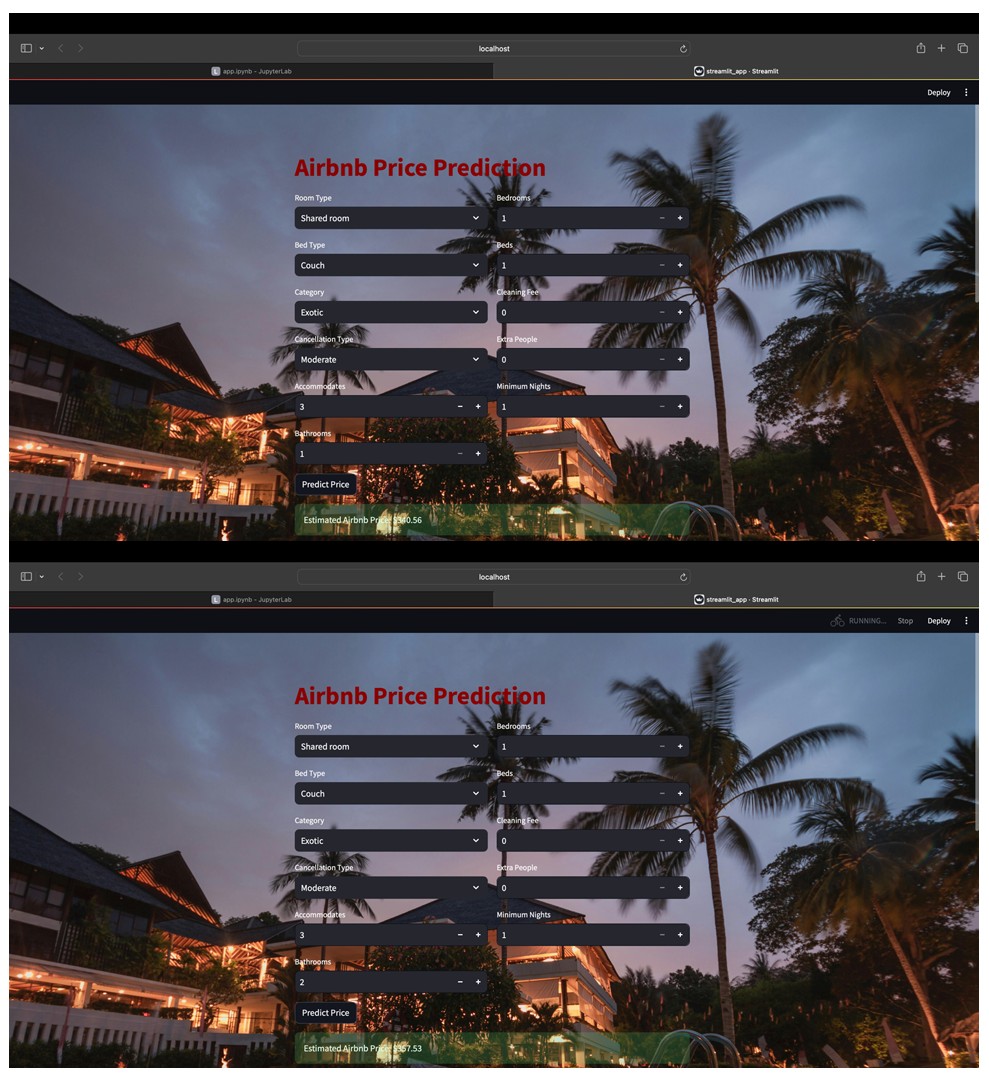 localhost
app.ipynb - JupyterLab
streamlit_app · Streamlit
Deploy
Airbnb Price Prediction
Room Type
Bedrooms
Shared room
1
Bed Type
Beds
Couch
1
Category
Cleaning Fee
Exotic
0
Cancellation Type
Extra People
Moderate
0
Accommodates
Minimum Nights
3
1
Bathrooms
1
Predict Price
Estimated Airbnb Price: $340.56
localhost
app.ipynb - JupyterLab
streamlit_app · Streamlit
RUNNING... Stop Deploy
Airbnb Price Prediction
Room Type
Bedrooms
Shared room
1
Bed Type
Beds
Couch
1
Category
Cleaning Fee
Exotic
0
Cancellation Type
Extra People
Moderate
0
Accommodates
Minimum Nights
3
1
Bathrooms
2
Predict Price
Estimated Airbnb Price: $357.53